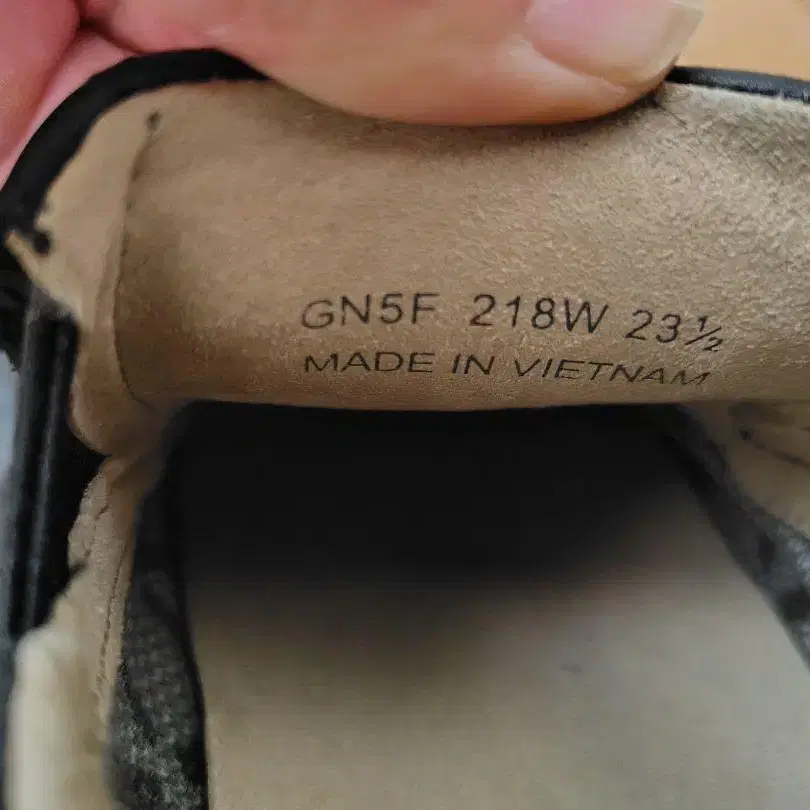 GN5F 218W 23½
MADE IN VIETNAM